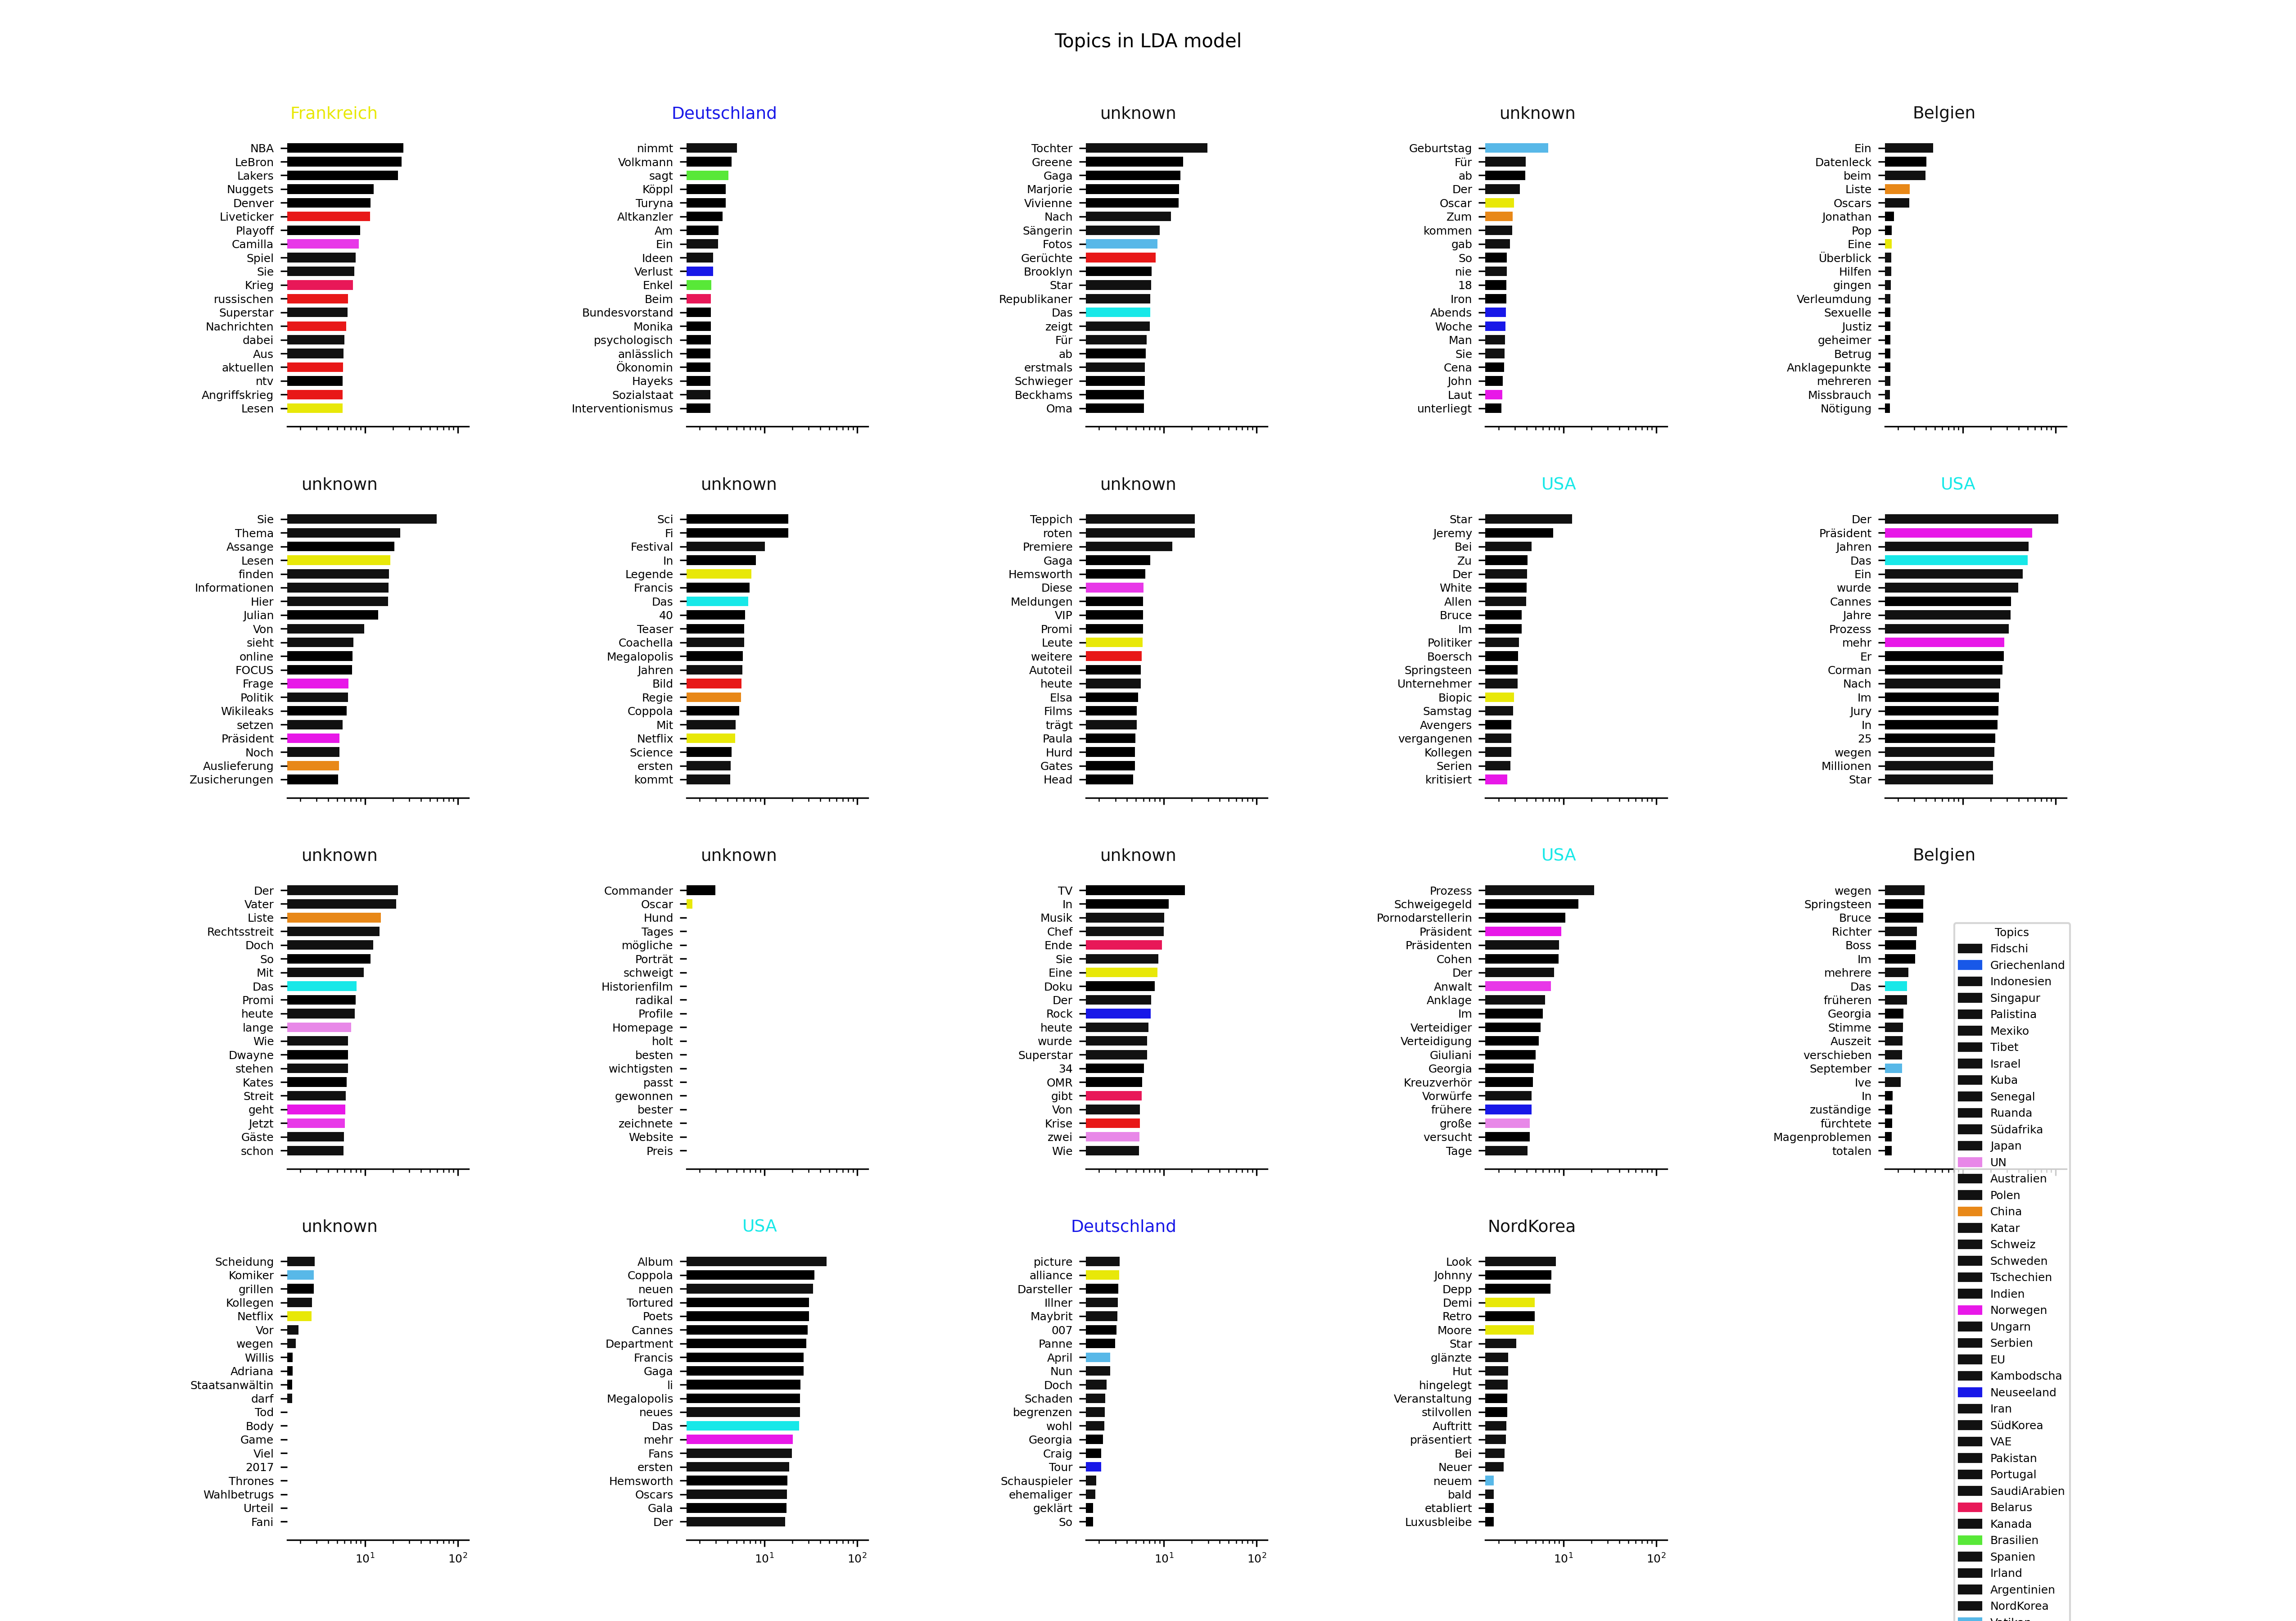 Topics in LDA model
Frankreich
NBA
LeBron
Lakers
Nuggets
Denver
Liveticker
Playoff
Camilla
Spiel
Sie
Krieg
russischen
Superstar
Nachrichten
dabei
Aus
aktuellen
ntv
Angriffskrieg
Lesen
Deutschland
nimmt
Volkmann
sagt
Köppl
Turyna
Altkanzler
Am
Ein
Ideen
Verlust
Enkel
Beim
Bundesvorstand
Monika
psychologisch
anlässlich
Ökonomin
Hayeks
Sozialstaat
Interventionismus
unknown
Tochter
Greene
Gaga
Marjorie
Vivienne
Nach
Sängerin
Fotos
Gerüchte
Brooklyn
Star
Republikaner
Das
zeigt
Für
ab
erstmals
Schwieger
Beckhams
Oma
unknown
Geburtstag
Für
ab
Der
Oscar
Zum
kommen
gab
So
nie
18
Iron
Abends
Woche
Man
Sie
Cena
John
Laut
unterliegt
Belgien
Ein
Datenleck
beim
Liste
Oscars
Jonathan
Pop
Eine
Überblick
Hilfen
gingen
Verleumdung
Sexuelle
Justiz
geheimer
Betrug
Anklagepunkte
mehreren
Missbrauch
Nötigung
unknown
Sie
Thema
Assange
Lesen
finden
Informationen
Hier
Julian
Von
sieht
online
FOCUS
Frage
Politik
Wikileaks
setzen
Präsident
Noch
Auslieferung
Zusicherungen
unknown
Sci
Fi
Festival
In
Legende
Francis
Das
40
Teaser
Coachella
Megalopolis
Jahren
Bild
Regie
Coppola
Mit
Netflix
Science
ersten
kommt
unknown
Teppich
roten
Premiere
Gaga
Hemsworth
Diese
Meldungen
VIP
Promi
Leute
weitere
Autoteil
heute
Elsa
Films
trägt
Paula
Hurd
Gates
Head
USA
Star
Jeremy
Bei
Zu
Der
White
Allen
Bruce
Im
Politiker
Boersch
Springsteen
Unternehmer
Biopic
Samstag
Avengers
vergangenen
Kollegen
Serien
kritisiert
USA
Der
Präsident
Jahren
Das
Ein
wurde
Cannes
Jahre
Prozess
mehr
Er
Corman
Nach
Im
Jury
In
25
wegen
Millionen
Star
unknown
Der
Vater
Liste
Rechtsstreit
Doch
So
Mit
Das
Promi
heute
lange
Wie
Dwayne
stehen
Kates
Streit
geht
Jetzt
Gäste
schon
unknown
Commander
Oscar
Hund
Tages
mögliche
Porträt
schweigt
Historienfilm
radikal
Profile
Homepage
holt
besten
wichtigsten
passt
gewonnen
bester
zeichnete
Website
Preis
unknown
TV
In
Musik
Chef
Ende
Sie
Eine
Doku
Der
Rock
heute
wurde
Superstar
34
OMR
gibt
Von
Krise
zwei
Wie
USA
Prozess
Schweigegeld
Pornodarstellerin
Präsident
Präsidenten
Cohen
Der
Anwalt
Anklage
Im
Verteidiger
Verteidigung
Giuliani
Georgia
Kreuzverhör
Vorwürfe
frühere
große
versucht
Tage
Belgien
wegen
Springsteen
Bruce
Richter
Boss
Im
mehrere
Das
früheren
Georgia
Stimme
Auszeit
verschieben
September
Ive
In
zuständige
fürchtete
Magenproblemen
totalen
unknown
Scheidung
Komiker
grillen
Kollegen
Netflix
Vor
wegen
Willis
Adriana
Staatsanwältin
darf
Tod
Body
Game
Viel
2017
Thrones
Wahlbetrugs
Urteil
Fani
10¹ 10²
USA
Album
Coppola
neuen
Tortured
Poets
Cannes
Department
Francis
Gaga
li
Megalopolis
neues
Das
mehr
Fans
ersten
Hemsworth
Oscars
Gala
Der
10¹ 10²
Deutschland
picture
alliance
Darsteller
Illner
Maybrit
007
Panne
April
Nun
Doch
Schaden
begrenzen
wohl
Georgia
Craig
Tour
Schauspieler
ehemaliger
geklärt
So
10¹ 10²
NordKorea
Look
Johnny
Depp
Demi
Retro
Moore
Star
glänzte
Hut
hingelegt
Veranstaltung
stilvollen
Auftritt
präsentiert
Bei
Neuer
neuem
bald
etabliert
Luxusbleibe
10¹ 10²
Topics
Fidschi
Griechenland
Indonesien
Singapur
Palistina
Mexiko
Tibet
Israel
Kuba
Senegal
Ruanda
Südafrika
Japan
UN
Australien
Polen
China
Katar
Schweiz
Schweden
Tschechien
Indien
Norwegen
Ungarn
Serbien
EU
Kambodscha
Neuseeland
Iran
SüdKorea
VAE
Pakistan
Portugal
SaudiArabien
Belarus
Kanada
Brasilien
Spanien
Irland
Argentinien
NordKorea